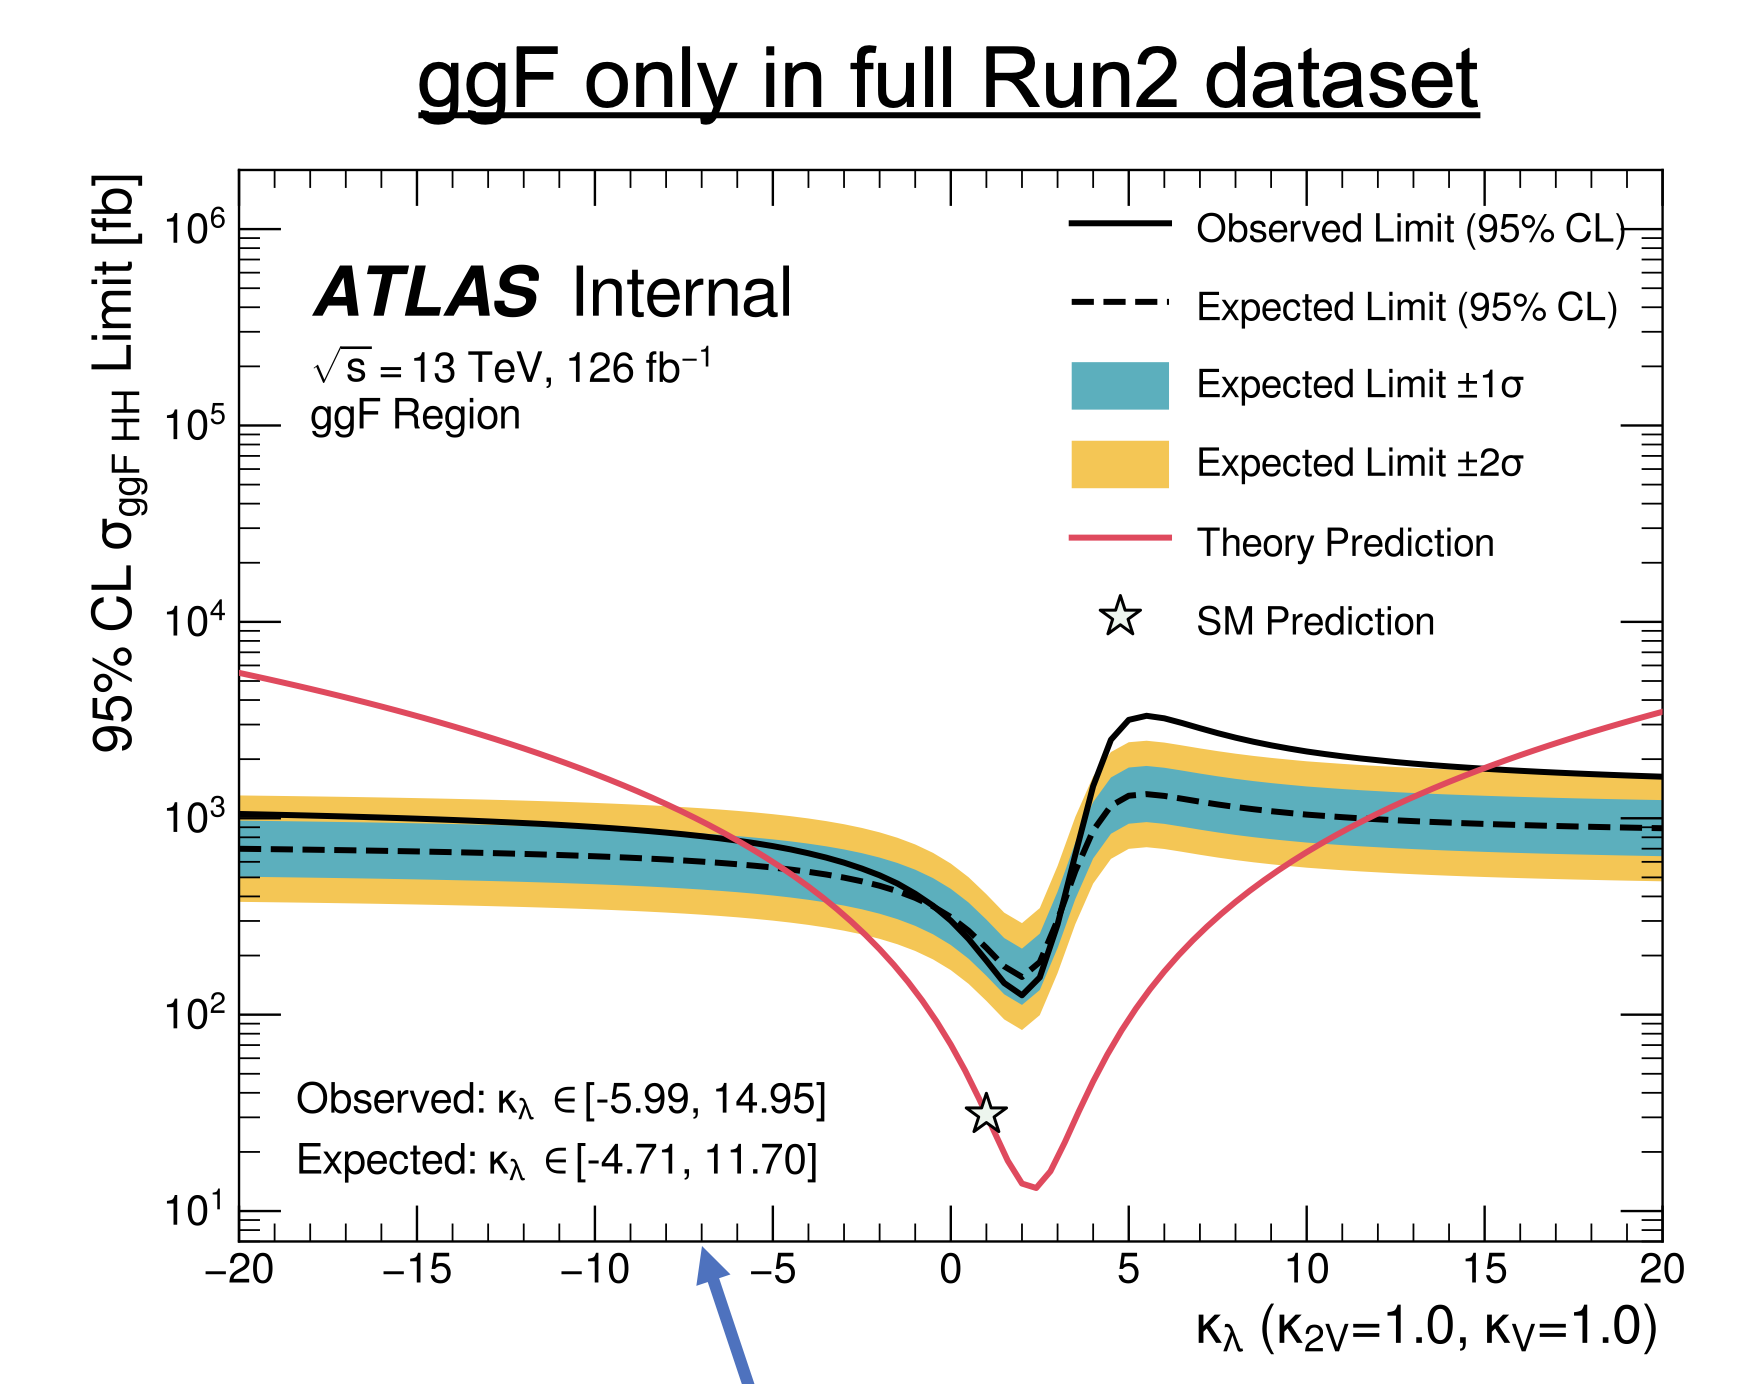 ggF only in full Run2 dataset
95% CL σggF HH Limit [fb]
10⁶
10⁵
10⁴
10³
10²
10¹
ATLAS Internal
√s = 13 TeV, 126 fb⁻¹
ggF Region
Observed Limit (95% CL)
Expected Limit (95% CL)
Expected Limit ±1σ
Expected Limit ±2σ
Theory Prediction
SM Prediction
Observed: κλ ∈ [-5.99, 14.95]
Expected: κλ ∈ [-4.71, 11.70]
−20 −15 −10 −5 0 5 10 15 20
κλ (κ2V=1.0, κV=1.0)